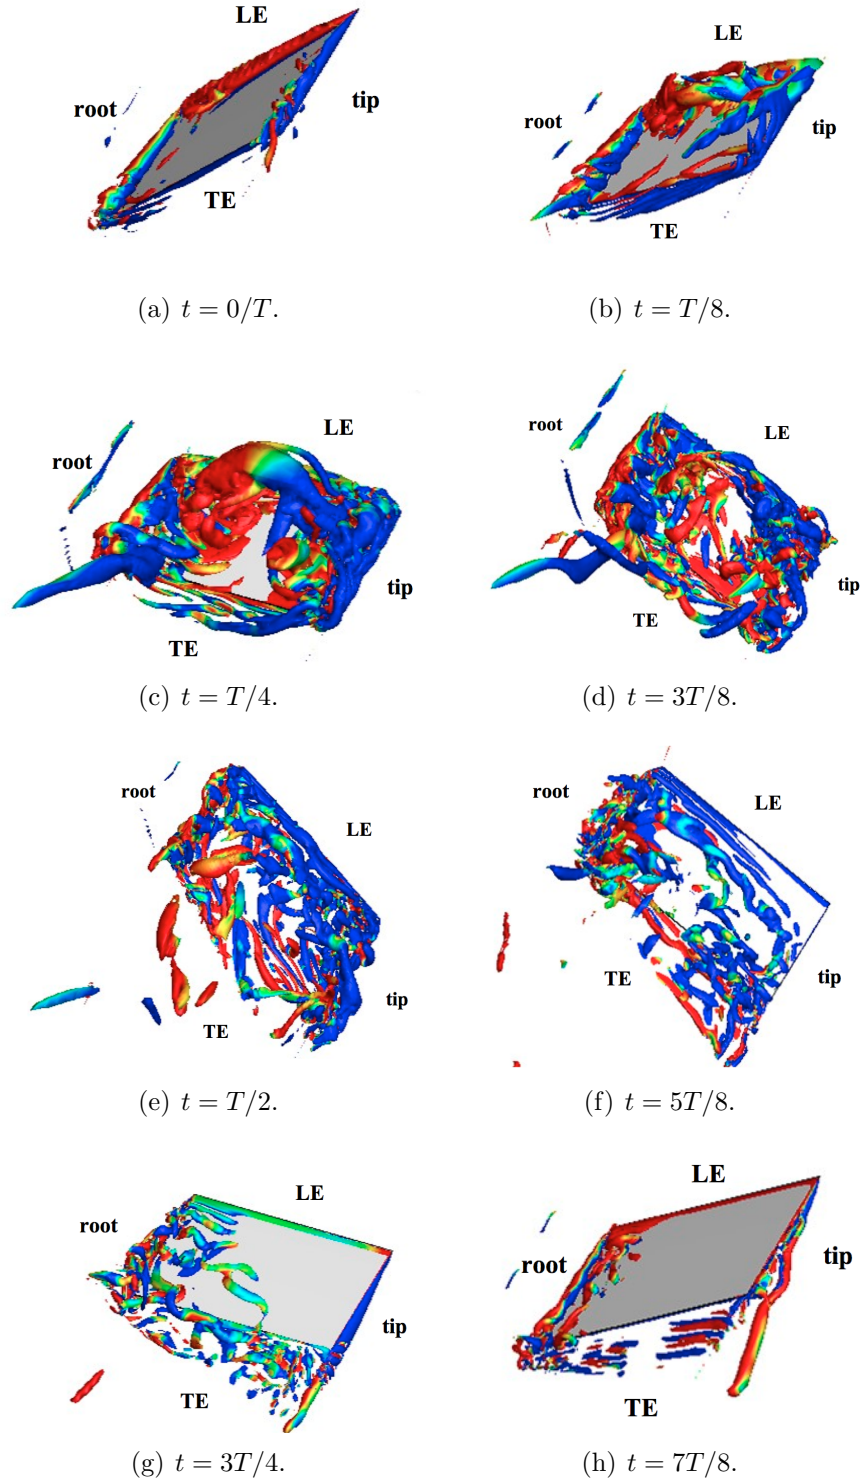 LE
root
tip
TE
(a) t = 0/T.
LE
root
tip
TE
(b) t = T/8.
LE
root
tip
TE
(c) t = T/4.
root
LE
tip
TE
(d) t = 3T/8.
root
LE
tip
TE
(e) t = T/2.
root
LE
tip
TE
(f) t = 5T/8.
LE
root
tip
TE
(g) t = 3T/4.
LE
root
tip
TE
(h) t = 7T/8.